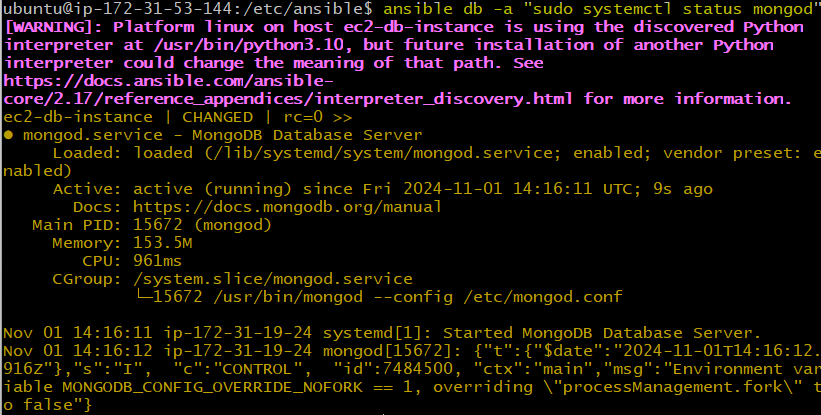 ubuntu@ip-172-31-53-144:/etc/ansible$ ansible db -a "sudo systemctl status mongod"
[WARNING]: Platform linux on host ec2-db-instance is using the discovered Python
interpreter at /usr/bin/python3.10, but future installation of another Python
interpreter could change the meaning of that path. See
https://docs.ansible.com/ansible-
core/2.17/reference_appendices/interpreter_discovery.html for more information.
ec2-db-instance | CHANGED | rc=0 >>
● mongod.service - MongoDB Database Server
     Loaded: loaded (/lib/systemd/system/mongod.service; enabled; vendor preset: e
nabled)
     Active: active (running) since Fri 2024-11-01 14:16:11 UTC; 9s ago
       Docs: https://docs.mongodb.org/manual
   Main PID: 15672 (mongod)
     Memory: 153.5M
        CPU: 961ms
     CGroup: /system.slice/mongod.service
             └─15672 /usr/bin/mongod --config /etc/mongod.conf

Nov 01 14:16:11 ip-172-31-19-24 systemd[1]: Started MongoDB Database Server.
Nov 01 14:16:12 ip-172-31-19-24 mongod[15672]: {"t":{"$date":"2024-11-01T14:16:12.
916Z"},"s":"I",  "c":"CONTROL",  "id":7484500, "ctx":"main","msg":"Environment var
iable MONGODB_CONFIG_OVERRIDE_NOFORK == 1, overriding \"processManagement.fork\" t
o false"}